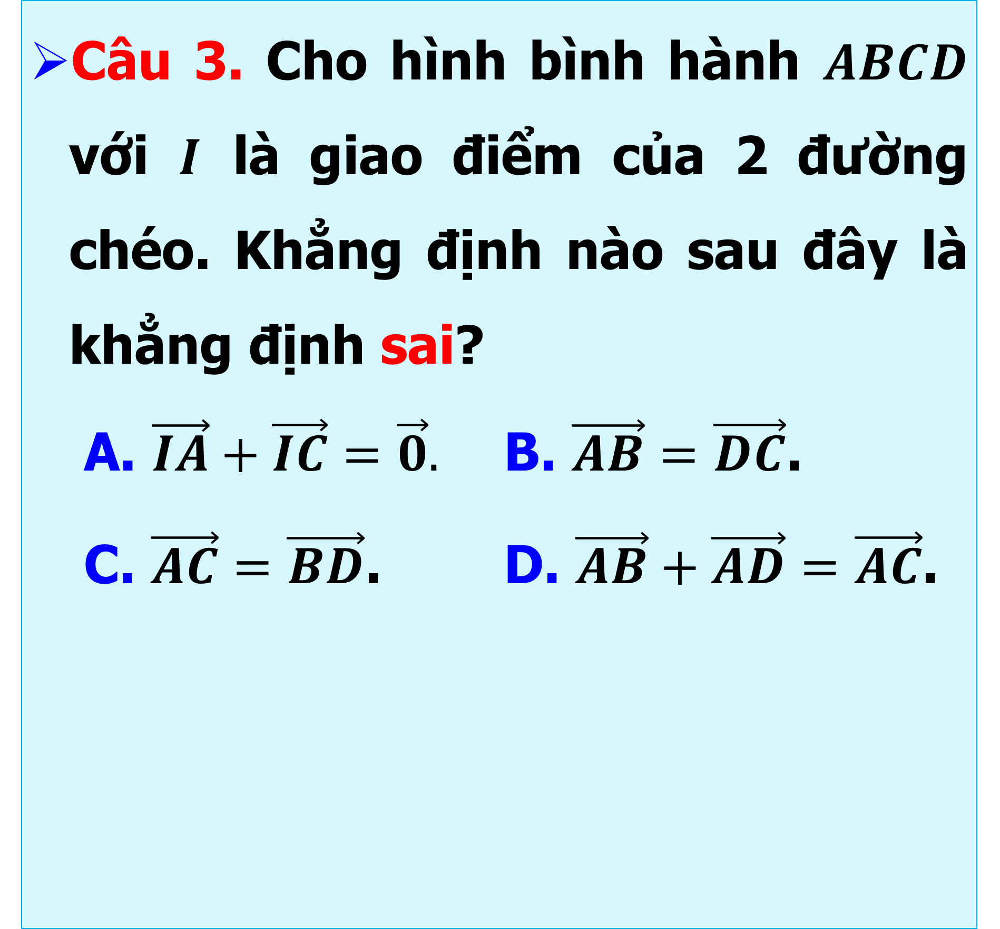 Câu 3. Cho hình bình hành $ABCD$
với $I$ là giao điểm của 2 đường
chéo. Khẳng định nào sau đây là
khẳng định sai?
A. $\overrightarrow{IA} + \overrightarrow{IC} = \overrightarrow{0}$. B. $\overrightarrow{AB} = \overrightarrow{DC}$.
C. $\overrightarrow{AC} = \overrightarrow{BD}$. D. $\overrightarrow{AB} + \overrightarrow{AD} = \overrightarrow{AC}$.